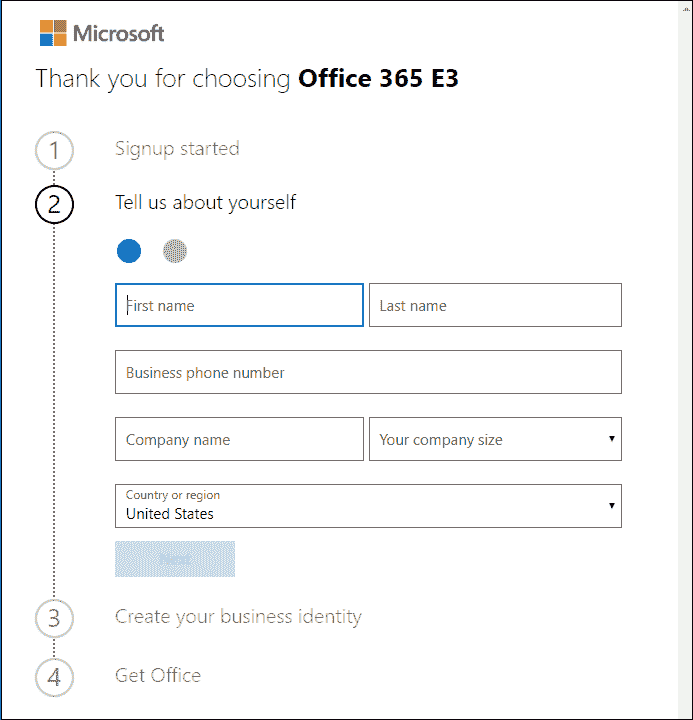 Microsoft
Thank you for choosing Office 365 E3
1 Signup started
2 Tell us about yourself
First name Last name
Business phone number
Company name Your company size
Country or region
United States
Next
3 Create your business identity
4 Get Office